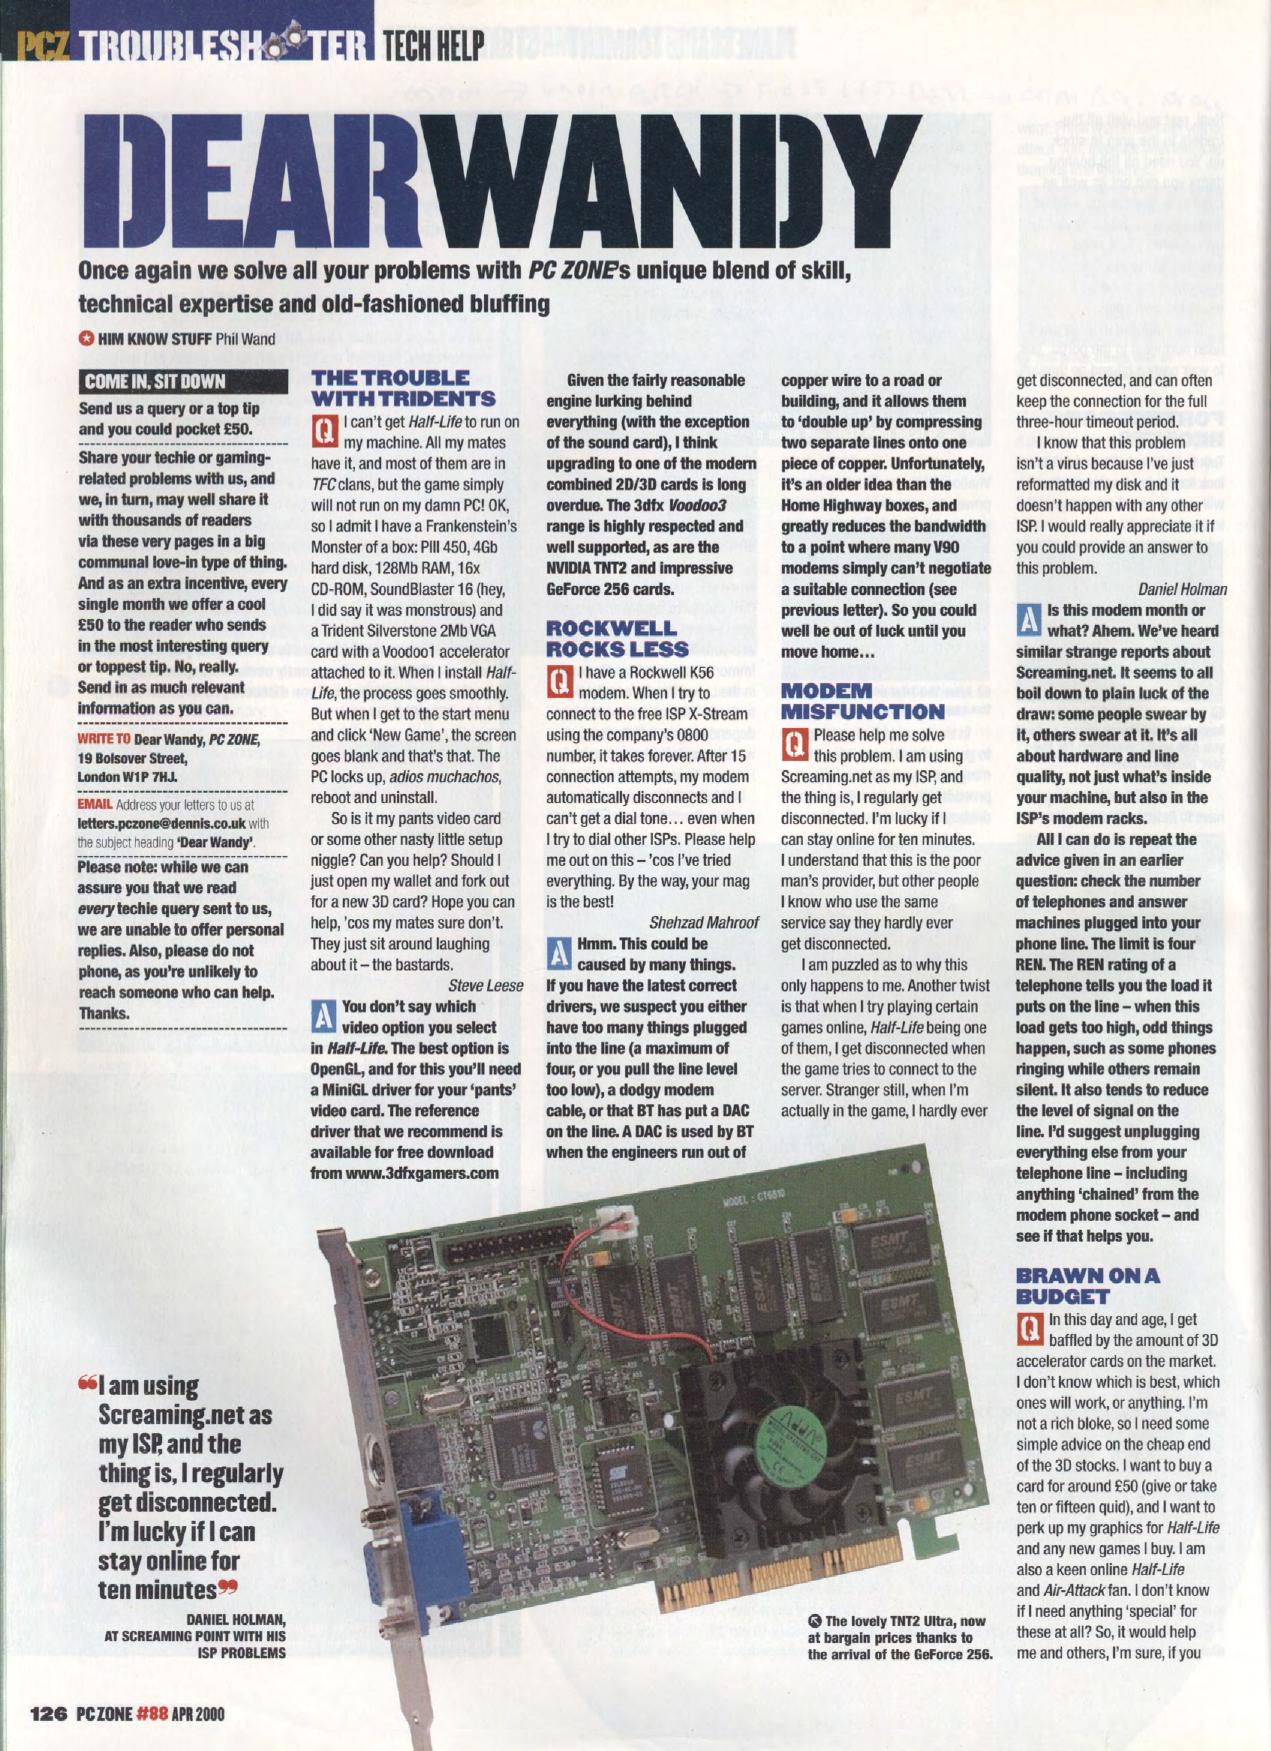 PCZ TROUBLESHOOTER TECH HELP
DEARWANDY
Once again we solve all your problems with PC ZONE's unique blend of skill,
technical expertise and old-fashioned bluffing
HIM KNOW STUFF Phil Wand
COME IN, SIT DOWN
Send us a query or a top tip
and you could pocket £50.
Share your techie or gaming-
related problems with us, and
we, in turn, may well share it
with thousands of readers
via these very pages in a big
communal love-in type of thing.
And as an extra incentive, every
single month we offer a cool
£50 to the reader who sends
in the most interesting query
or toppest tip. No, really.
Send in as much relevant
information as you can.
WRITE TO Dear Wandy, PC ZONE,
19 Bolsover Street,
London W1P 7HJ.
EMAIL Address your letters to us at
letters.pczone@dennis.co.uk with
the subject heading 'Dear Wandy'.
Please note: while we can
assure you that we read
every techie query sent to us,
we are unable to offer personal
replies. Also, please do not
phone, as you're unlikely to
reach someone who can help.
Thanks.
THE TROUBLE
WITH TRIDENTS
Q I can't get Half-Life to run on
my machine. All my mates
have it, and most of them are in
TFC clans, but the game simply
will not run on my damn PC! OK,
so I admit I have a Frankenstein's
Monster of a box: PIII 450, 4Gb
hard disk, 128Mb RAM, 16x
CD-ROM, SoundBlaster 16 (hey,
I did say it was monstrous) and
a Trident Silverstone 2Mb VGA
card with a Voodoo1 accelerator
attached to it. When I install Half-
Life, the process goes smoothly.
But when I get to the start menu
and click 'New Game', the screen
goes blank and that's that. The
PC locks up, adios muchachos,
reboot and uninstall.
So is it my pants video card
or some other nasty little setup
niggle? Can you help? Should I
just open my wallet and fork out
for a new 3D card? Hope you can
help, 'cos my mates sure don't.
They just sit around laughing
about it – the bastards.
Steve Leese
A You don't say which
video option you select
in Half-Life. The best option is
OpenGL, and for this you'll need
a MiniGL driver for your 'pants'
video card. The reference
driver that we recommend is
available for free download
from www.3dfxgamers.com
Given the fairly reasonable
engine lurking behind
everything (with the exception
of the sound card), I think
upgrading to one of the modern
combined 2D/3D cards is long
overdue. The 3dfx Voodoo3
range is highly respected and
well supported, as are the
NVIDIA TNT2 and impressive
GeForce 256 cards.
ROCKWELL
ROCKS LESS
Q I have a Rockwell K56
modem. When I try to
connect to the free ISP X-Stream
using the company's 0800
number, it takes forever. After 15
connection attempts, my modem
automatically disconnects and I
can't get a dial tone... even when
I try to dial other ISPs. Please help
me out on this – 'cos I've tried
everything. By the way, your mag
is the best!
Shehzad Mahroof
A Hmm. This could be
caused by many things.
If you have the latest correct
drivers, we suspect you either
have too many things plugged
into the line (a maximum of
four, or you pull the line level
too low), a dodgy modem
cable, or that BT has put a DAC
on the line. A DAC is used by BT
when the engineers run out of
copper wire to a road or
building, and it allows them
to 'double up' by compressing
two separate lines onto one
piece of copper. Unfortunately,
it's an older idea than the
Home Highway boxes, and
greatly reduces the bandwidth
to a point where many V90
modems simply can't negotiate
a suitable connection (see
previous letter). So you could
well be out of luck until you
move home...
MODEM
MISFUNCTION
Q Please help me solve
this problem. I am using
Screaming.net as my ISP, and
the thing is, I regularly get
disconnected. I'm lucky if I
can stay online for ten minutes.
I understand that this is the poor
man's provider, but other people
I know who use the same
service say they hardly ever
get disconnected.
I am puzzled as to why this
only happens to me. Another twist
is that when I try playing certain
games online, Half-Life being one
of them, I get disconnected when
the game tries to connect to the
server. Stranger still, when I'm
actually in the game, I hardly ever
get disconnected, and can often
keep the connection for the full
three-hour timeout period.
I know that this problem
isn't a virus because I've just
reformatted my disk and it
doesn't happen with any other
ISP. I would really appreciate it if
you could provide an answer to
this problem.
Daniel Holman
A Is this modem month or
what? Ahem. We've heard
similar strange reports about
Screaming.net. It seems to all
boil down to plain luck of the
draw: some people swear by
it, others swear at it. It's all
about hardware and line
quality, not just what's inside
your machine, but also in the
ISP's modem racks.
All I can do is repeat the
advice given in an earlier
question: check the number
of telephones and answer
machines plugged into your
phone line. The limit is four
REN. The REN rating of a
telephone tells you the load it
puts on the line – when this
load gets too high, odd things
happen, such as some phones
ringing while others remain
silent. It also tends to reduce
the level of signal on the
line. I'd suggest unplugging
everything else from your
telephone line – including
anything 'chained' from the
modem phone socket – and
see if that helps you.
BRAWN ON A
BUDGET
Q In this day and age, I get
baffled by the amount of 3D
accelerator cards on the market.
I don't know which is best, which
ones will work, or anything. I'm
not a rich bloke, so I need some
simple advice on the cheap end
of the 3D stocks. I want to buy a
card for around £50 (give or take
ten or fifteen quid), and I want to
perk up my graphics for Half-Life
and any new games I buy. I am
also a keen online Half-Life
and Air-Attack fan. I don't know
if I need anything 'special' for
these at all? So, it would help
me and others, I'm sure, if you
MODEL : CT6810
ESMT
ESMT
ESMT
ESMT
ESMT
ESMT
ESMT
“I am using
Screaming.net as
my ISP, and the
thing is, I regularly
get disconnected.
I'm lucky if I can
stay online for
ten minutes”
DANIEL HOLMAN,
AT SCREAMING POINT WITH HIS
ISP PROBLEMS
The lovely TNT2 Ultra, now
at bargain prices thanks to
the arrival of the GeForce 256.
126 PCZONE #88 APR 2000